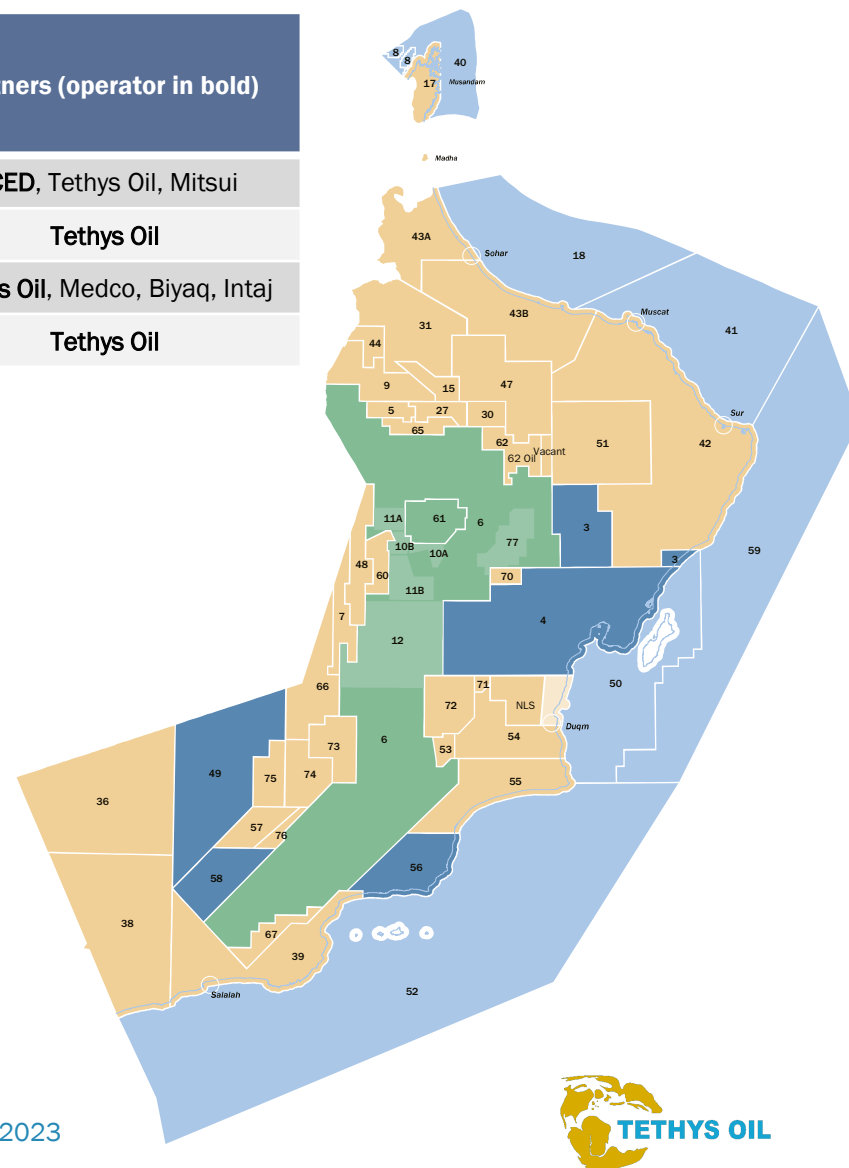 tners (operator in bold)
CED, Tethys Oil, Mitsui
Tethys Oil
s Oil, Medco, Biyaq, Intaj
Tethys Oil
8
8
40
17
Musandam
Madha
43A
Sohar
18
43B
Muscat
31
41
44
9
15
47
5
27
30
Sur
65
62
51
42
62 Oil
Vacant
11A
61
6
3
77
10B
10A
59
48
60
70
3
11B
7
4
12
66
71
50
72
NLS
Duqm
73
6
53
54
49
75
74
55
36
57
76
58
56
38
67
39
Salalah
52
2023
TETHYS OIL